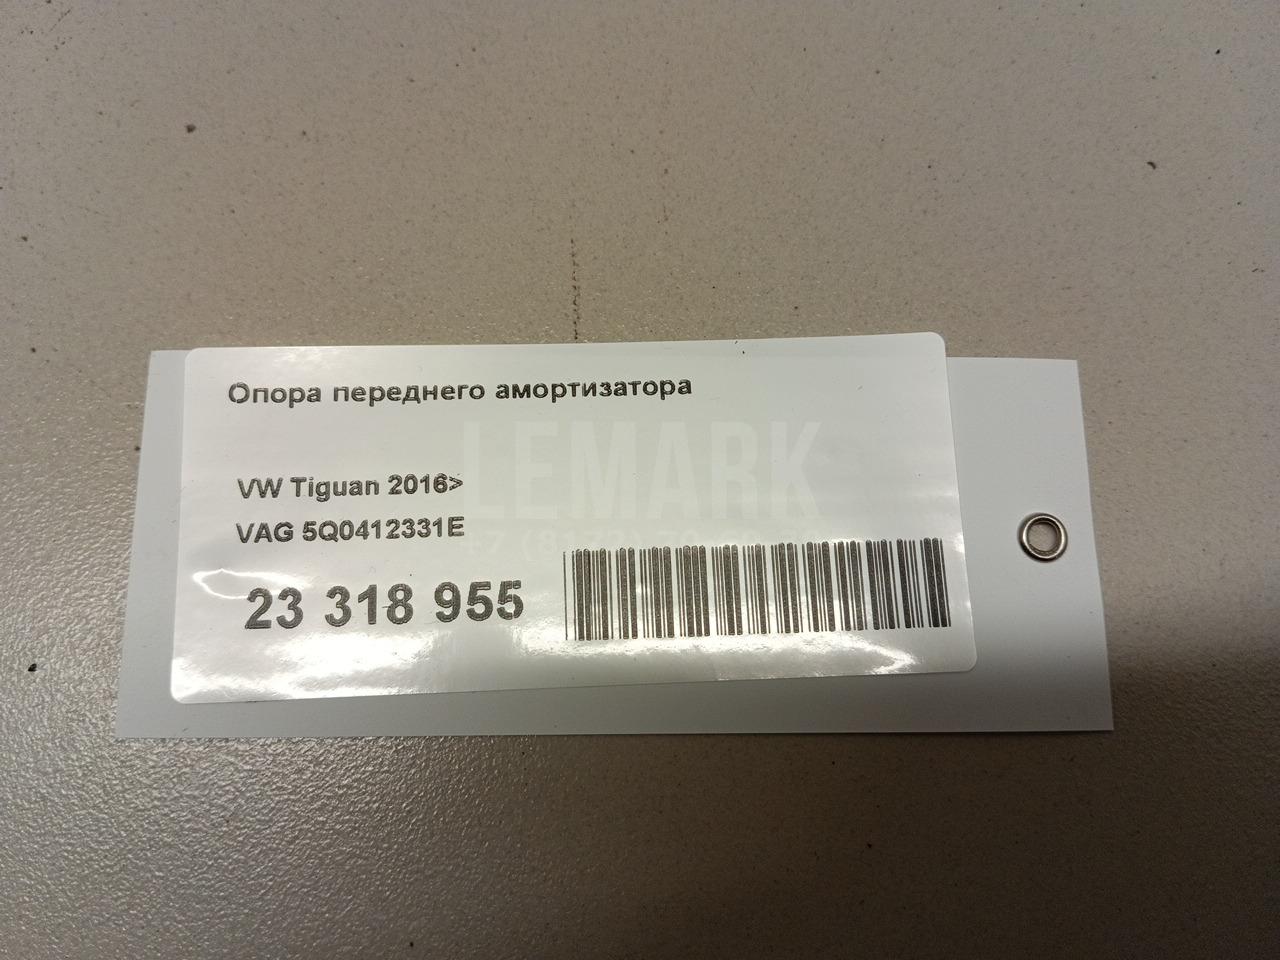 Опора переднего амортизатора
LEMARK
VW Tiguan 2016>
VAG 5Q0412331E
23 318 955